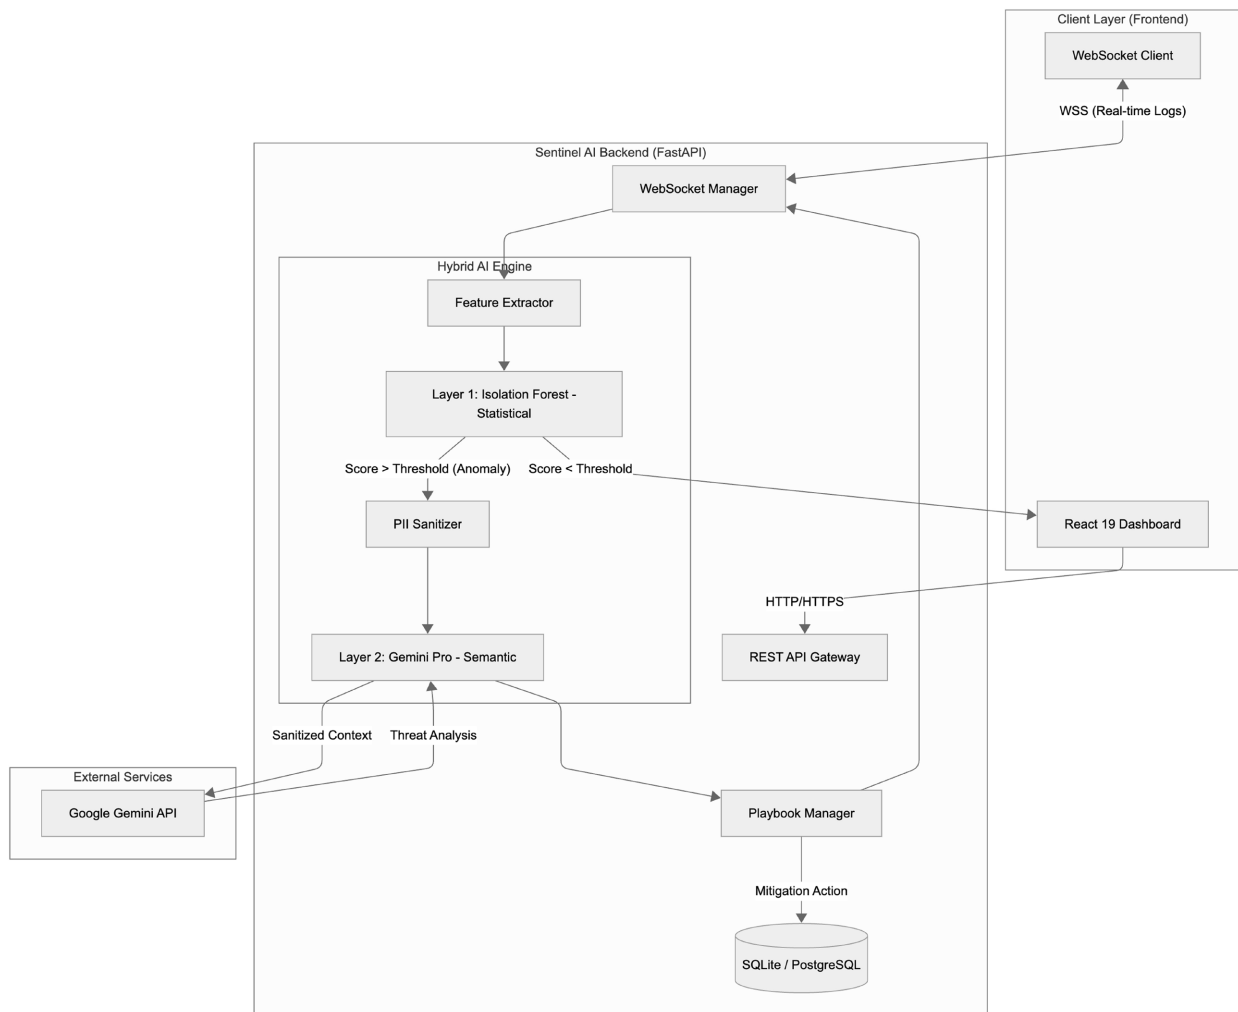 Client Layer (Frontend)
WebSocket Client
WSS (Real-time Logs)
Sentinel AI Backend (FastAPI)
WebSocket Manager
Hybrid AI Engine
Feature Extractor
Layer 1: Isolation Forest -
Statistical
Score > Threshold (Anomaly)
Score < Threshold
PII Sanitizer
React 19 Dashboard
HTTP/HTTPS
Layer 2: Gemini Pro - Semantic
REST API Gateway
Sanitized Context
Threat Analysis
External Services
Google Gemini API
Playbook Manager
Mitigation Action
SQLite / PostgreSQL